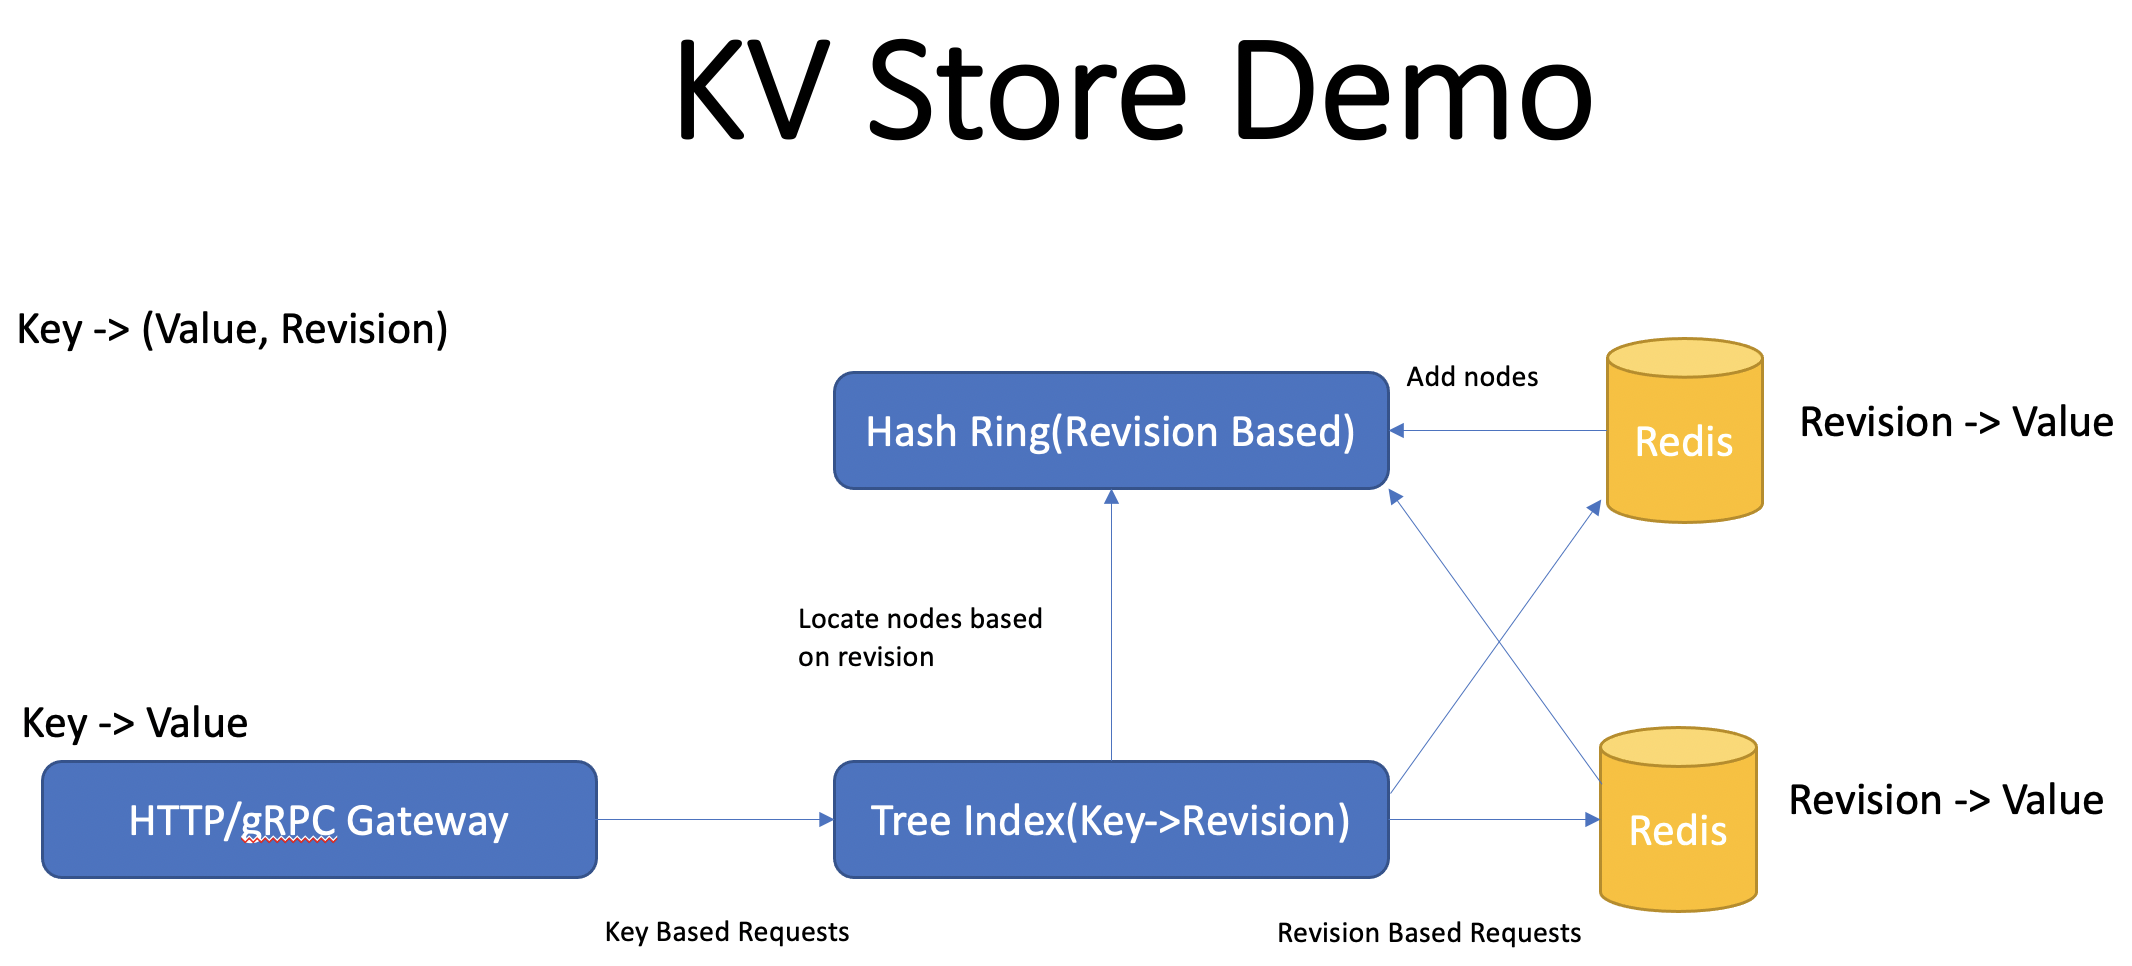 KV Store Demo
Key -> (Value, Revision)
Add nodes
Hash Ring(Revision Based)
Redis
Revision -> Value
Locate nodes based
on revision
Key -> Value
HTTP/gRPC Gateway
Tree Index(Key->Revision)
Redis
Revision -> Value
Key Based Requests
Revision Based Requests